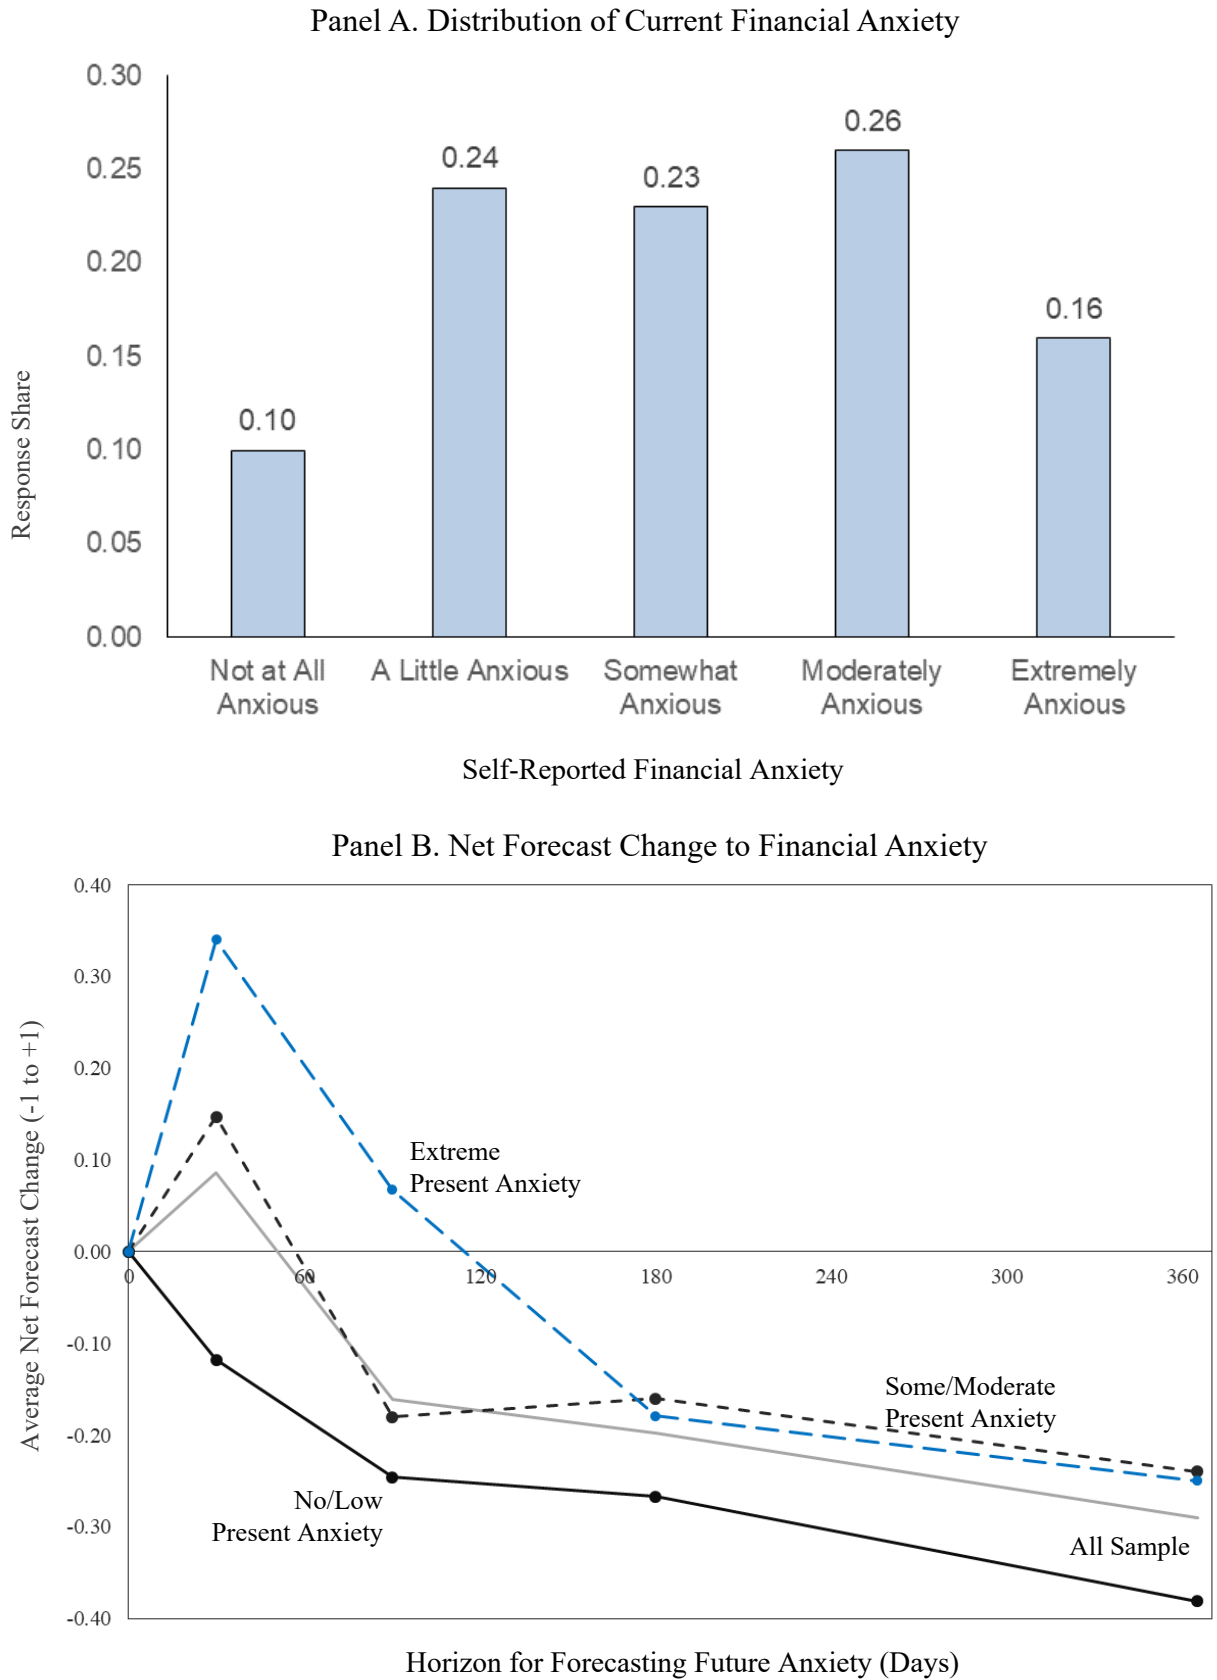 Panel A. Distribution of Current Financial Anxiety
0.30
0.25
0.20
0.15
0.10
0.05
0.00
Response Share
0.10
0.24
0.23
0.26
0.16
Not at All
Anxious
A Little Anxious
Somewhat
Anxious
Moderately
Anxious
Extremely
Anxious
Self-Reported Financial Anxiety
Panel B. Net Forecast Change to Financial Anxiety
0.40
0.30
0.20
0.10
0.00
-0.10
-0.20
-0.30
-0.40
Average Net Forecast Change (-1 to +1)
0
60
120
180
240
300
360
Extreme
Present Anxiety
Some/Moderate
Present Anxiety
No/Low
Present Anxiety
All Sample
Horizon for Forecasting Future Anxiety (Days)